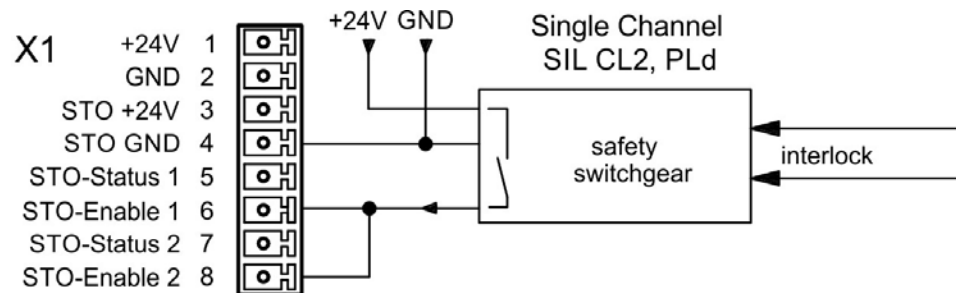 X1
+24V 1
GND 2
STO +24V 3
STO GND 4
STO-Status 1 5
STO-Enable 1 6
STO-Status 2 7
STO-Enable 2 8
+24V GND
Single Channel
SIL CL2, PLd
safety
switchgear
interlock